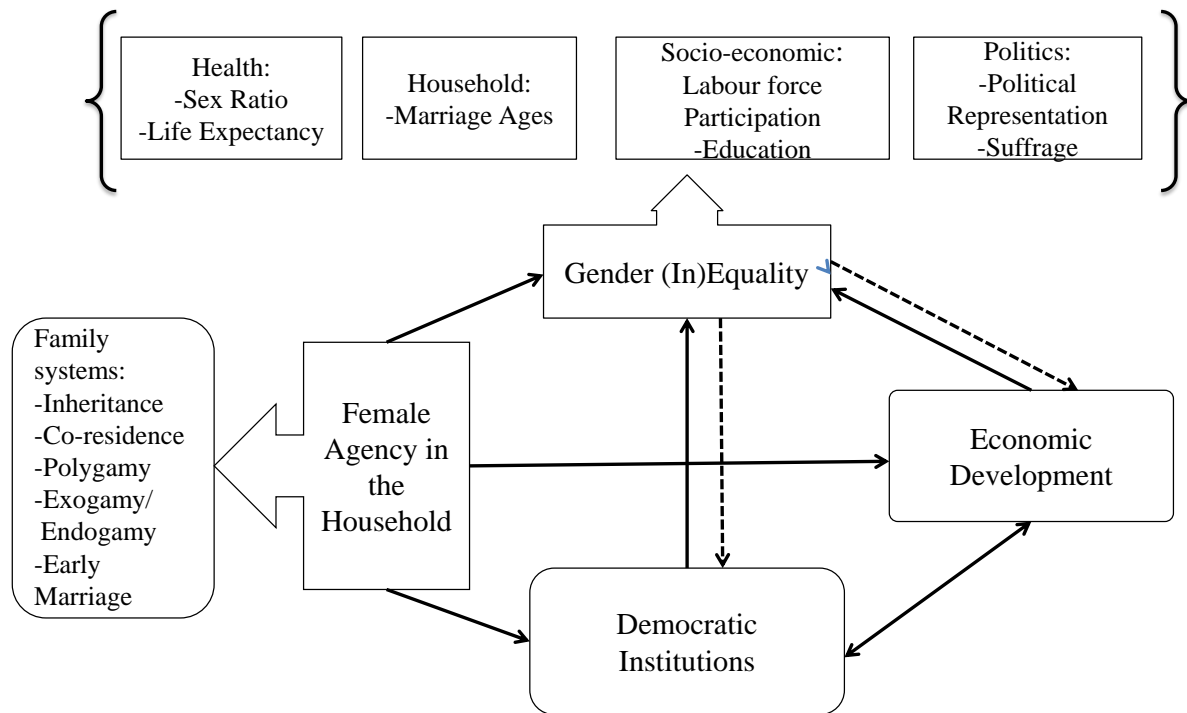 Health:
-Sex Ratio
-Life Expectancy
Household:
-Marriage Ages
Socio-economic:
Labour force
Participation
-Education
Politics:
-Political
Representation
-Suffrage
Gender (In)Equality
Family
systems:
-Inheritance
-Co-residence
-Polygamy
-Exogamy/
Endogamy
-Early
Marriage
Female
Agency in
the
Household
Economic
Development
Democratic
Institutions